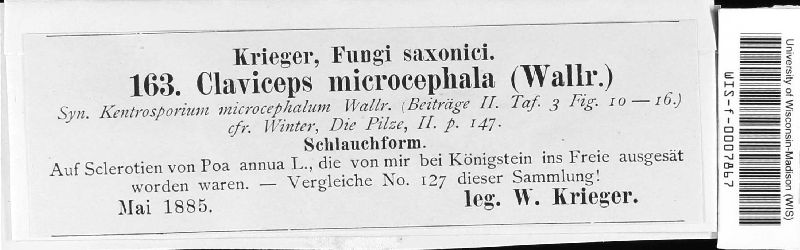 Krieger, Fungi saxonici.
163. Claviceps microcephala (Wallr.)
Syn. Kentrosporium microcephalum Wallr. (Beiträge II. Taf. 3 Fig. 10 — 16.)
cfr. Winter, Die Pilze, II. p. 147.
Schlauchform.
Auf Sclerotien von Poa annua L., die von mir bei Königstein ins Freie ausgesät
worden waren. — Vergleiche No. 127 dieser Sammlung!
Mai 1885. leg. W. Krieger.
WIS-f-0007867
University of Wisconsin-Madison (WIS)